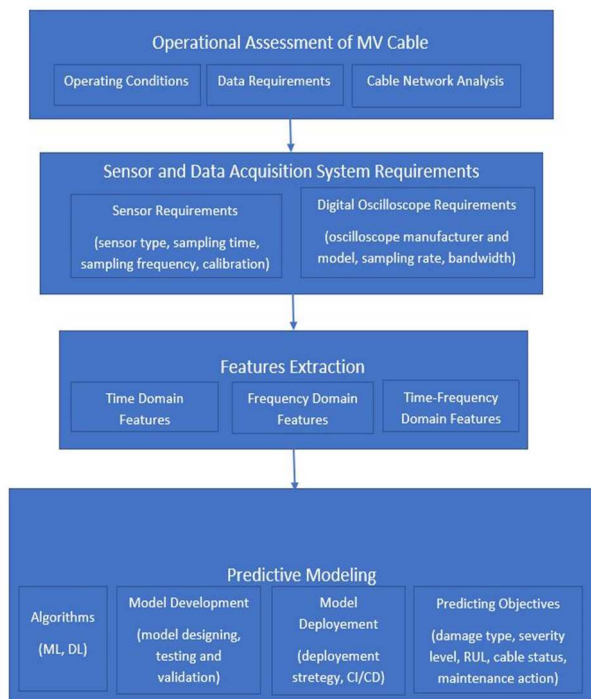 Operational Assessment of MV Cable
Operating Conditions
Data Requirements
Cable Network Analysis
Sensor and Data Acquisition System Requirements
Sensor Requirements
(sensor type, sampling time,
sampling frequency, calibration)
Digital Oscilloscope Requirements
(oscilloscope manufacturer and
model, sampling rate, bandwidth)
Features Extraction
Time Domain
Features
Frequency Domain
Features
Time-Frequency
Domain Features
Predictive Modeling
Algorithms
(ML, DL)
Model Development
(model designing,
testing and
validation)
Model
Deployement
(deployement
stretegy, CI/CD)
Predicting Objectives
(damage type, severity
level, RUL, cable status,
maintenance action)